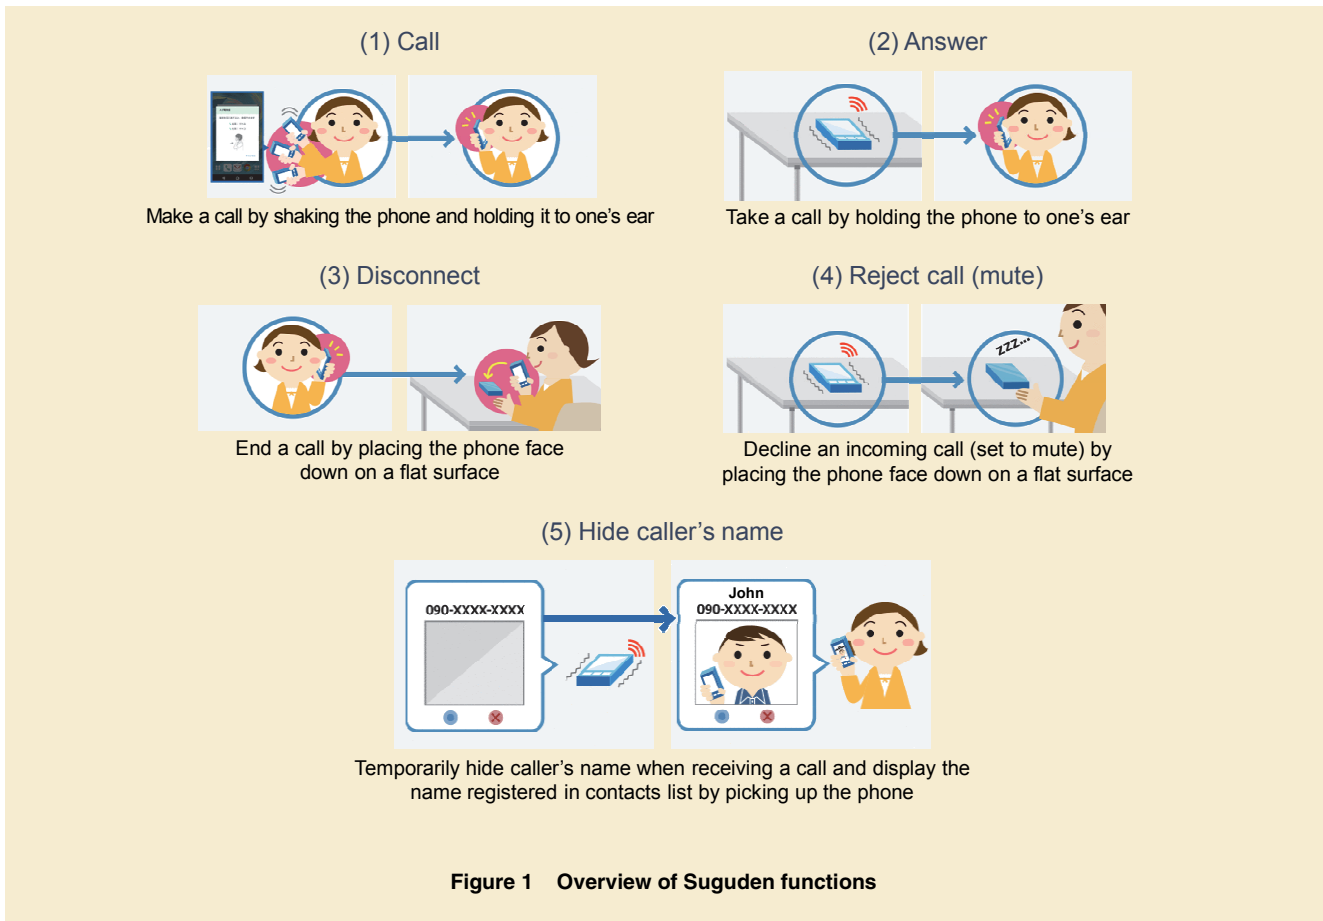 (1) Call
Make a call by shaking the phone and holding it to one's ear
(2) Answer
Take a call by holding the phone to one's ear
(3) Disconnect
End a call by placing the phone face
down on a flat surface
(4) Reject call (mute)
zzz...
Decline an incoming call (set to mute) by
placing the phone face down on a flat surface
(5) Hide caller's name
090-XXXX-XXXX
John
090-XXXX-XXXX
Temporarily hide caller's name when receiving a call and display the
name registered in contacts list by picking up the phone
Figure 1 Overview of Suguden functions